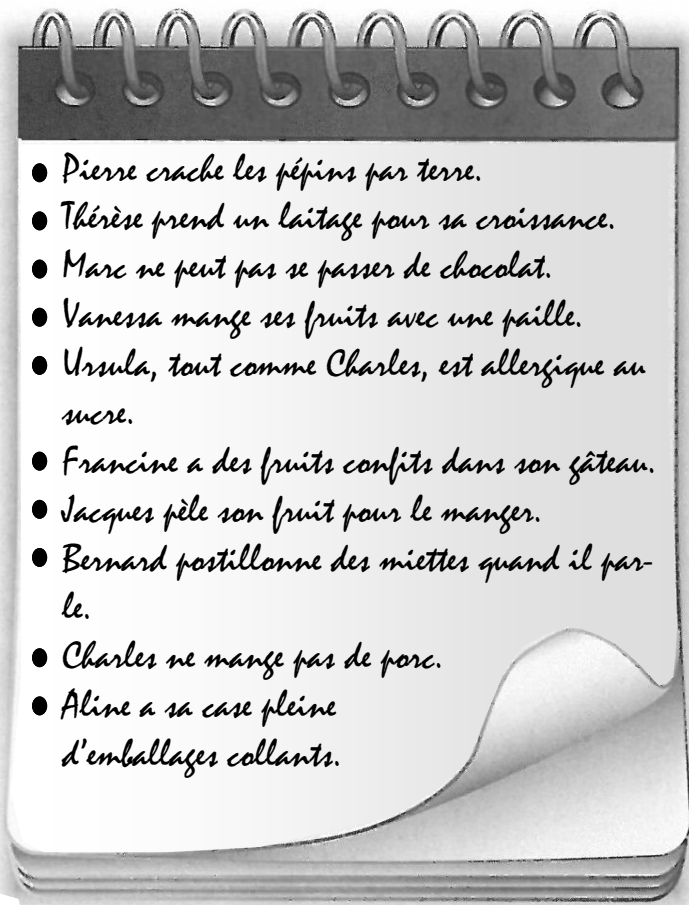 ● Pierre crache les pépins par terre.
● Thérèse prend un laitage pour sa croissance.
● Marc ne peut pas se passer de chocolat.
● Vanessa mange ses fruits avec une paille.
● Ursula, tout comme Charles, est allergique au
sucre.
● Francine a des fruits confits dans son gâteau.
● Jacques pèle son fruit pour le manger.
● Bernard postillonne des miettes quand il par-
le.
● Charles ne mange pas de porc.
● Aline a sa case pleine
d'emballages collants.